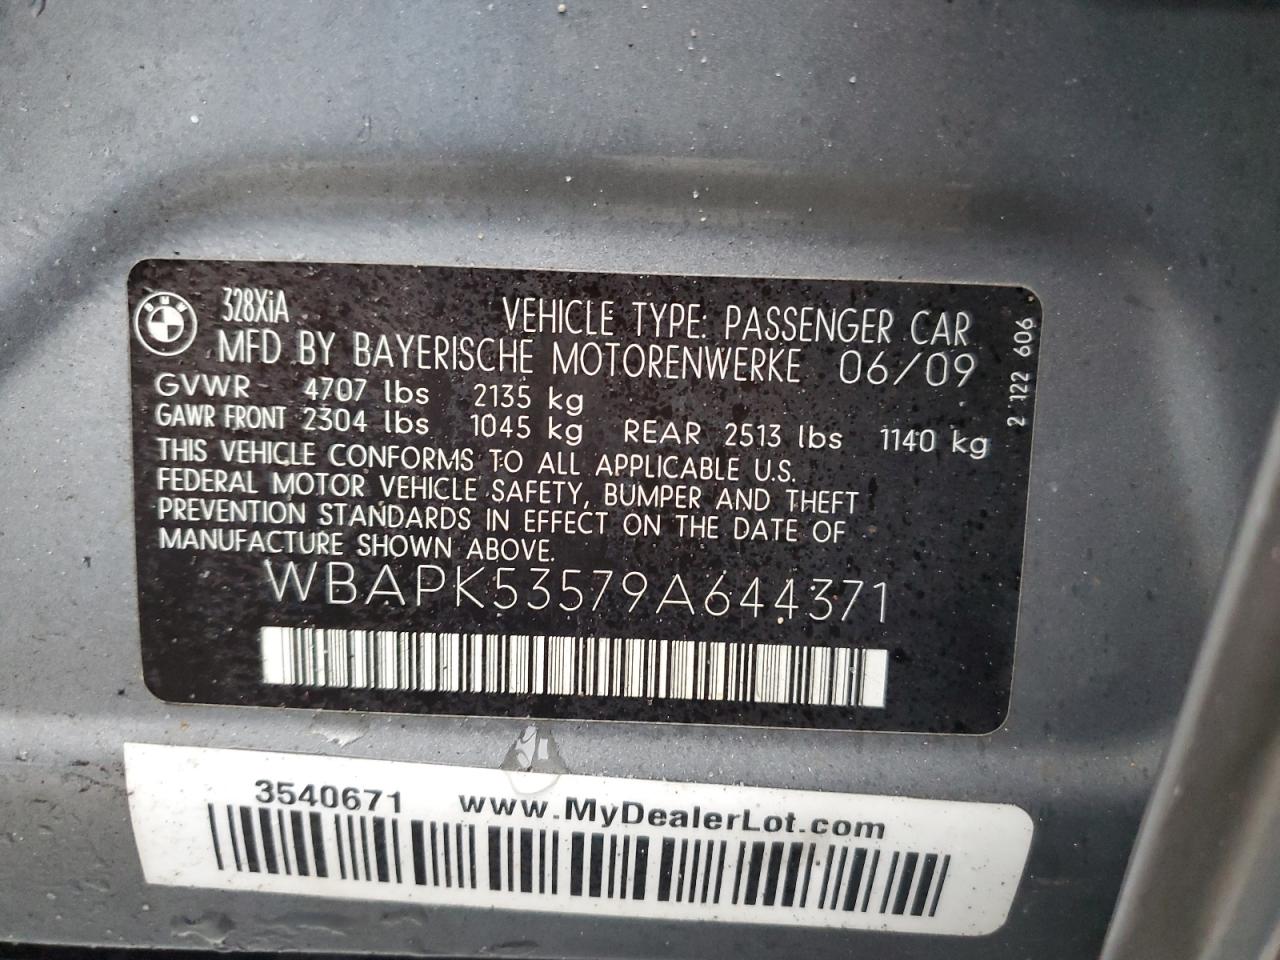 BMW
328XiA
VEHICLE TYPE: PASSENGER CAR
MFD BY BAYERISCHE MOTORENWERKE 06/09
GVWR 4707 lbs 2135 kg
GAWR FRONT 2304 lbs 1045 kg REAR 2513 lbs 1140 kg
THIS VEHICLE CONFORMS TO ALL APPLICABLE U.S.
FEDERAL MOTOR VEHICLE SAFETY, BUMPER AND THEFT
PREVENTION STANDARDS IN EFFECT ON THE DATE OF
MANUFACTURE SHOWN ABOVE.
WBAPK53579A644371
2 122 606
3540671 www.MyDealerLot.com